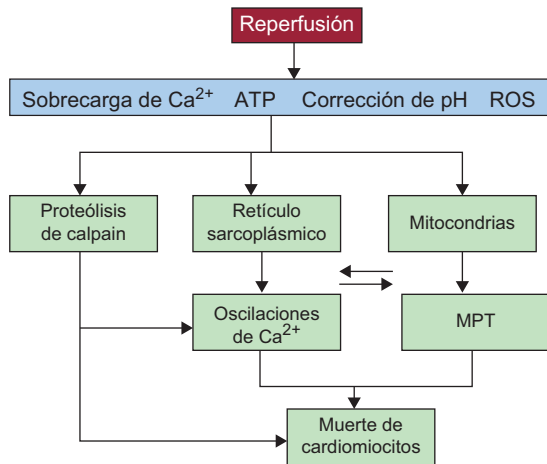 Reperfusión
Sobrecarga de Ca²⁺ ATP Corrección de pH ROS
Proteólisis
de calpain
Retículo
sarcoplásmico
Mitocondrias
Oscilaciones
de Ca²⁺
MPT
Muerte de
cardiomiocitos